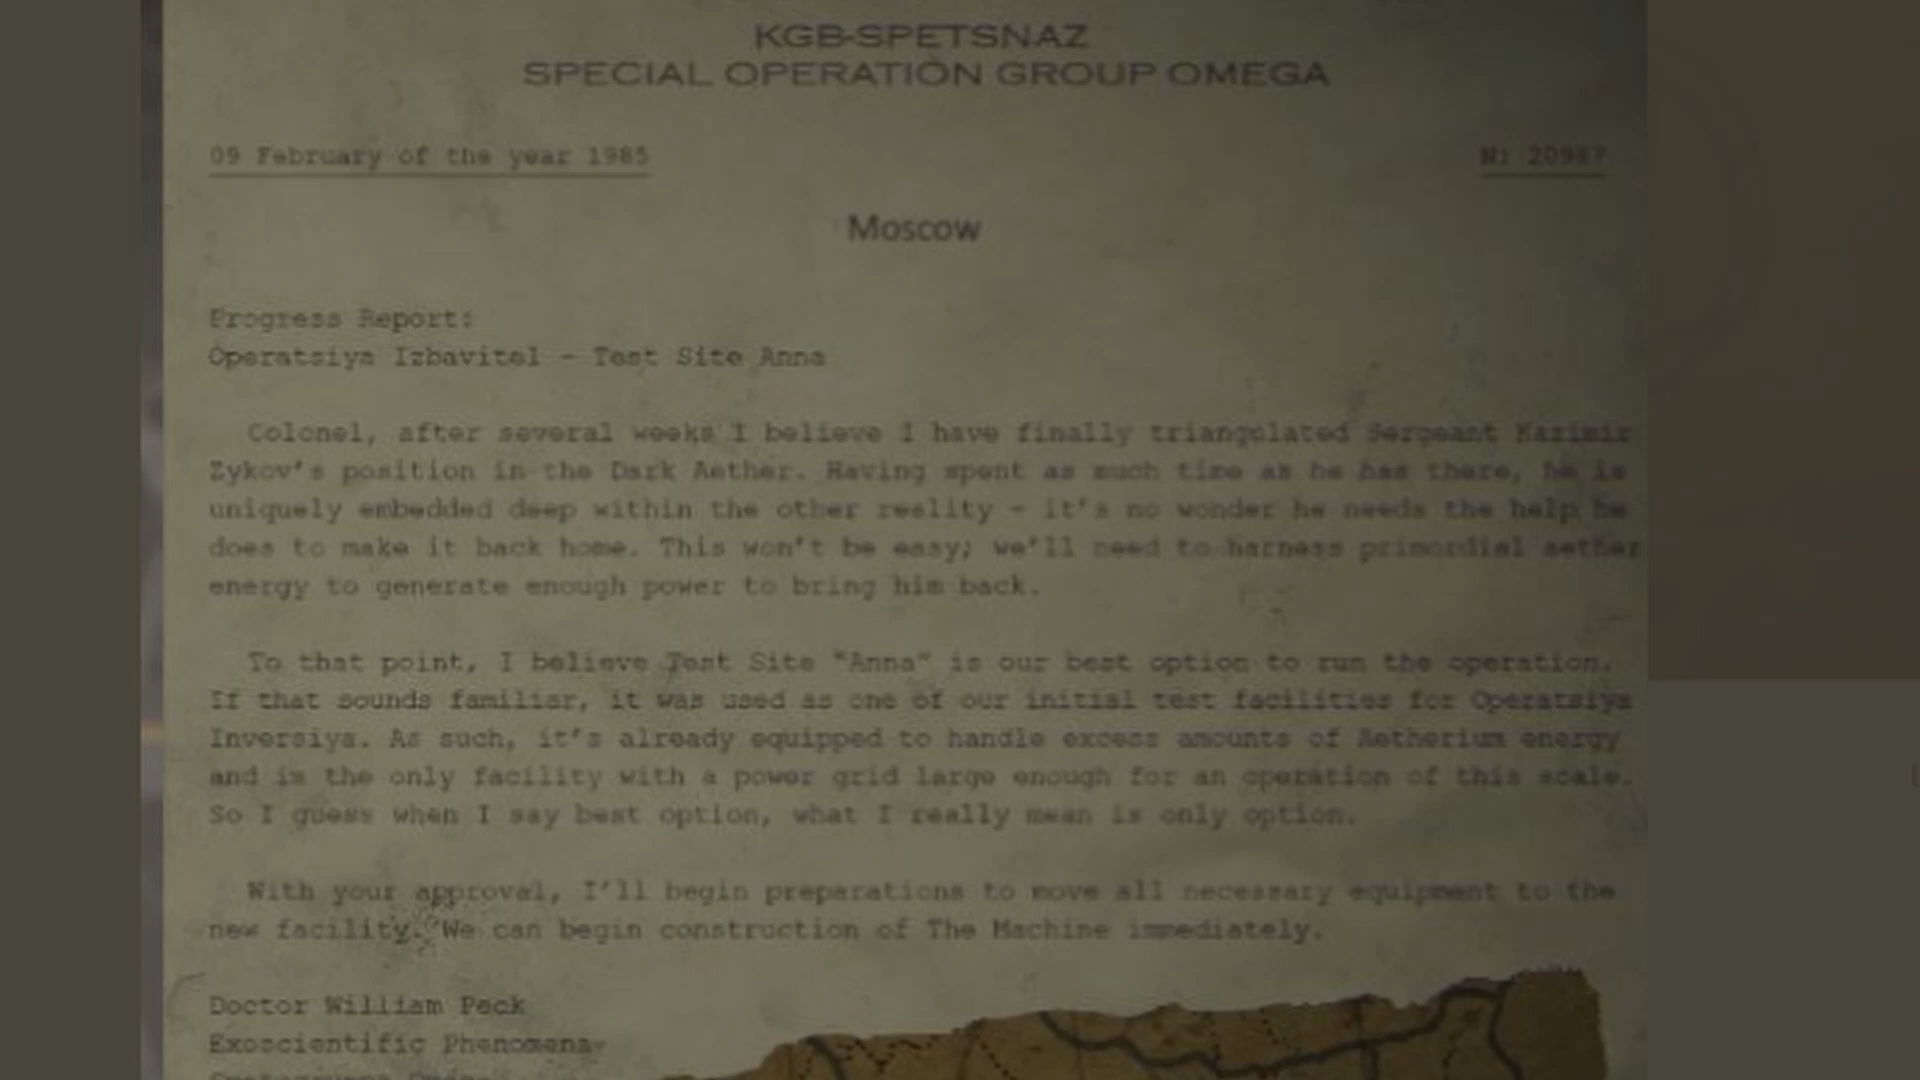 KGB-SPETSNAZ
SPECIAL OPERATION GROUP OMEGA
09 February of the year 1985
Moscow
Progress Report:
Operatsiya Izbavitel - Test Site Anna
Colonel, after several weeks I believe I have finally triangolated Sergeant Kazimir
Zykov's position in the Dark Aether. Having spent as much time as he has there, he is
uniquely embedded deep within the other reality - it's no wonder he needs the help he
does to make it back home. This won't be easy; we'll need to harness primordial aether
energy to generate enough power to bring him back.
To that point, I believe Test Site "Anna" is our best option to run the operation.
If that sounds familiar, it was used as one of our initial test facilities for Operatsiya
Inversiya. As such, it's already equipped to handle excess amounts of Aetherium energy
and is the only facility with a power grid large enough for an operation of this scale.
So I guess when I say best option, what I really mean is only option.
With your approval, I'll begin preparations to move all necessary equipment to the
new facility. We can begin construction of The Machine immediately.
Doctor William Peck
Exoscientific Phenomena